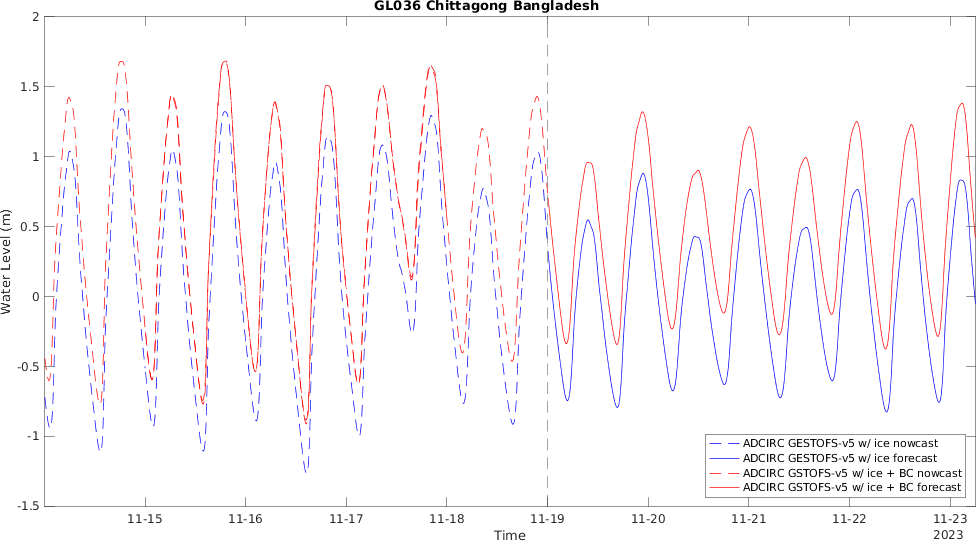 GL036 Chittagong Bangladesh
2
1.5
1
0.5
0
-0.5
-1
-1.5
Water Level (m)
ADCIRC GESTOFS-v5 w/ ice nowcast
ADCIRC GESTOFS-v5 w/ ice forecast
ADCIRC GSTOFS-v5 w/ ice + BC nowcast
ADCIRC GSTOFS-v5 w/ ice + BC forecast
11-15 11-16 11-17 11-18 11-19 11-20 11-21 11-22 11-23
Time
2023